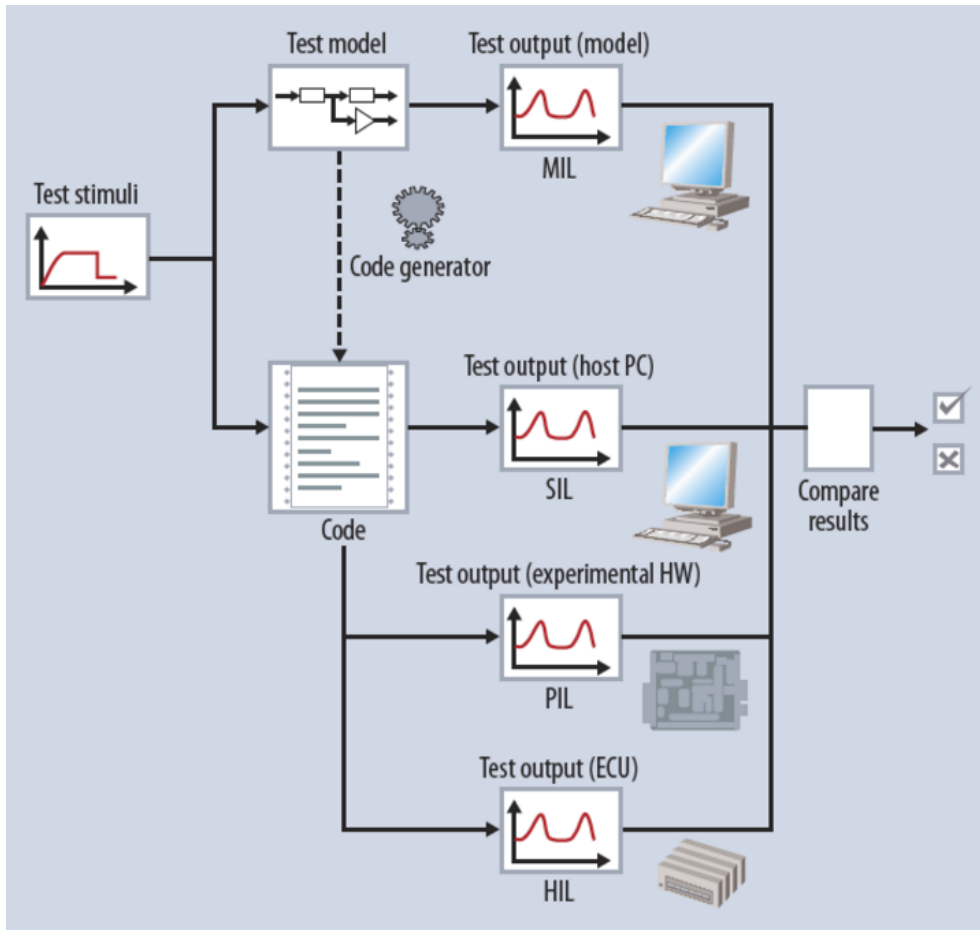 Test model
Test output (model)
MIL
Test stimuli
Code generator
Test output (host PC)
SIL
Compare
results
Code
Test output (experimental HW)
PIL
Test output (ECU)
HIL